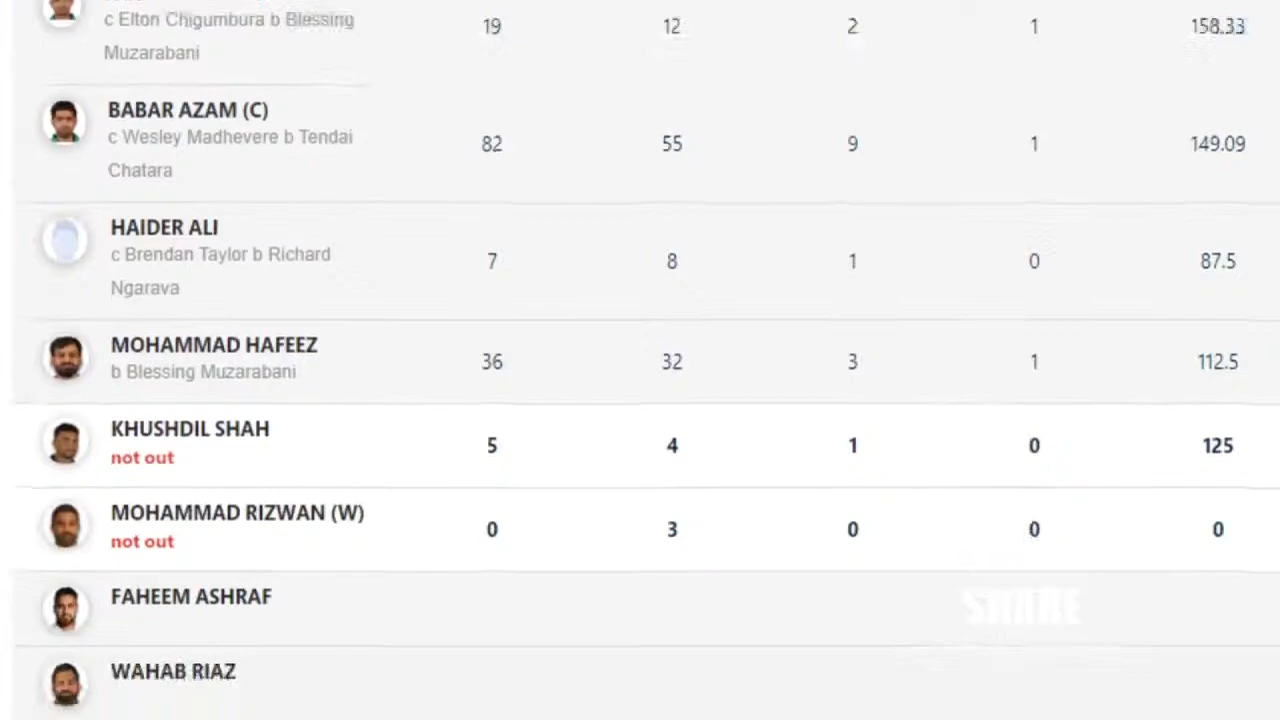 c Elton Chigumbura b Blessing
Muzarabani
19 12 2 1 158.33
BABAR AZAM (C)
c Wesley Madhevere b Tendai
Chatara
82 55 9 1 149.09
HAIDER ALI
c Brendan Taylor b Richard
Ngarava
7 8 1 0 87.5
MOHAMMAD HAFEEZ
b Blessing Muzarabani
36 32 3 1 112.5
KHUSHDIL SHAH
not out
5 4 1 0 125
MOHAMMAD RIZWAN (W)
not out
0 3 0 0 0
FAHEEM ASHRAF
SHARE
WAHAB RIAZ